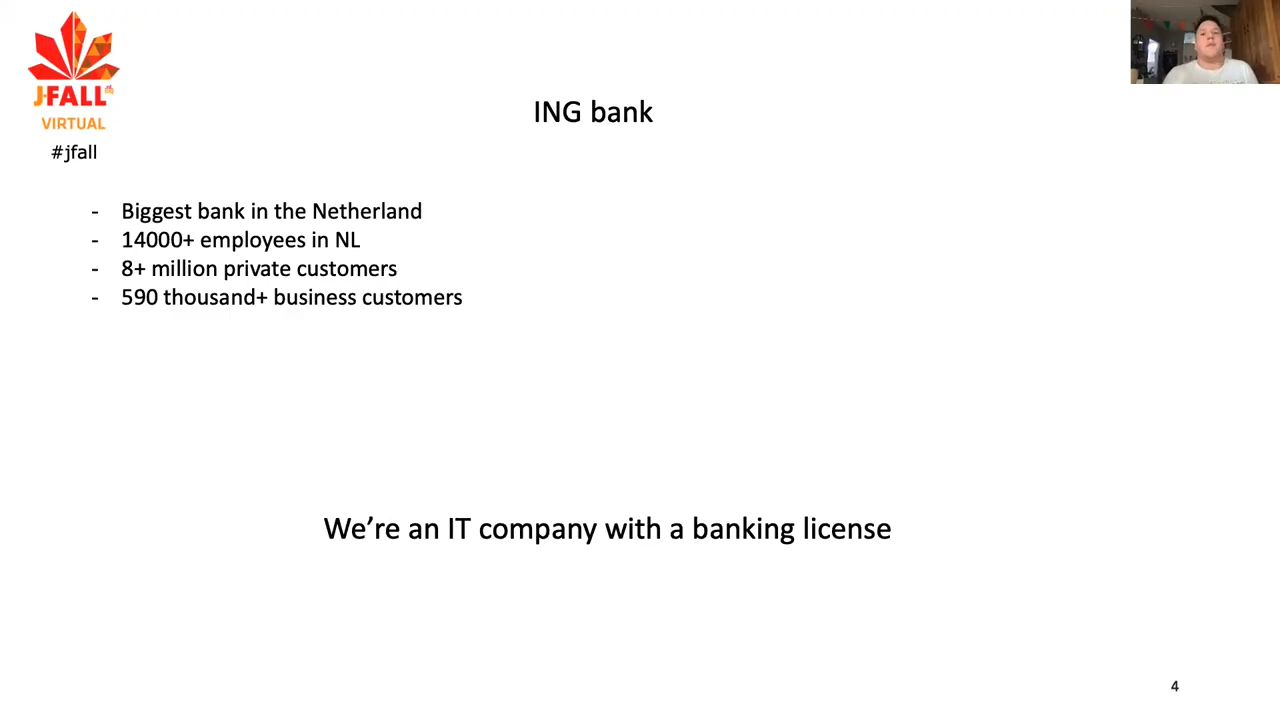 J-FALL
VIRTUAL
#jfall
ING bank
- Biggest bank in the Netherland
- 14000+ employees in NL
- 8+ million private customers
- 590 thousand+ business customers
We’re an IT company with a banking license
4